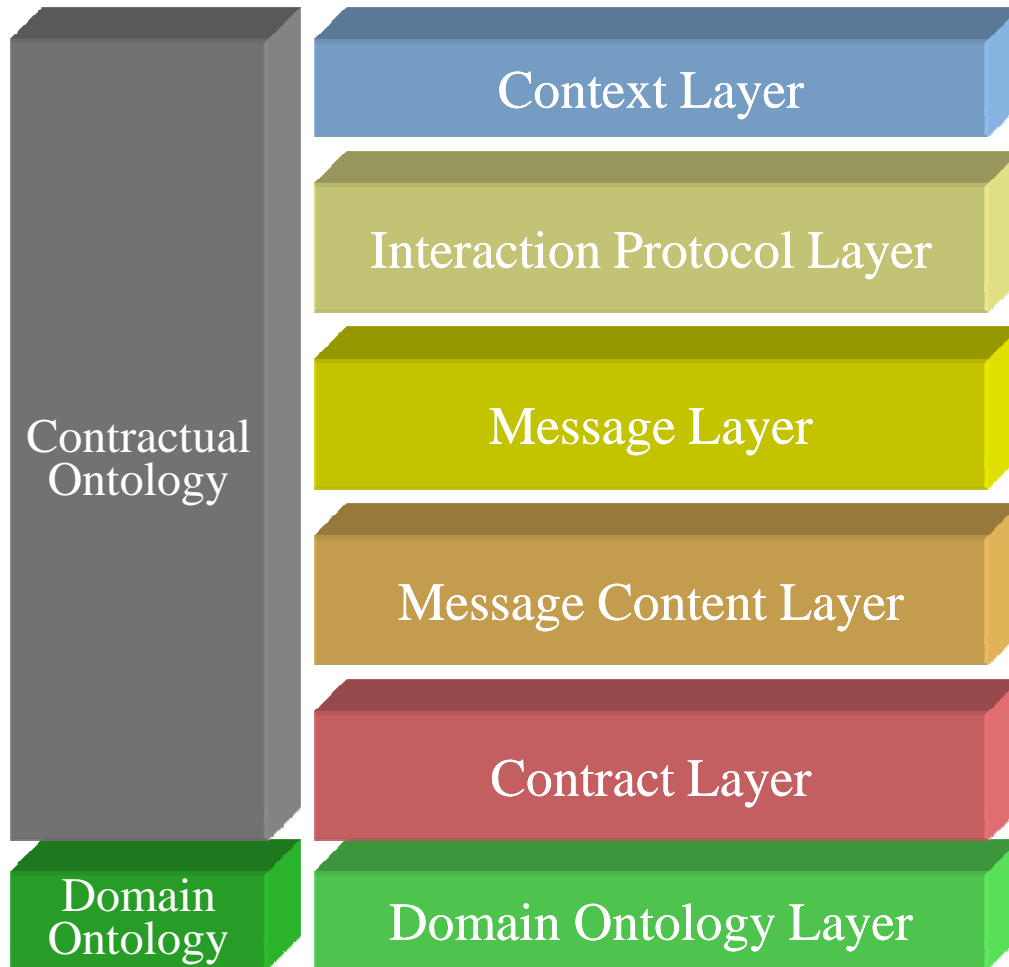 Context Layer
Interaction Protocol Layer
Message Layer
Contractual
Ontology
Message Content Layer
Contract Layer
Domain
Ontology
Domain Ontology Layer